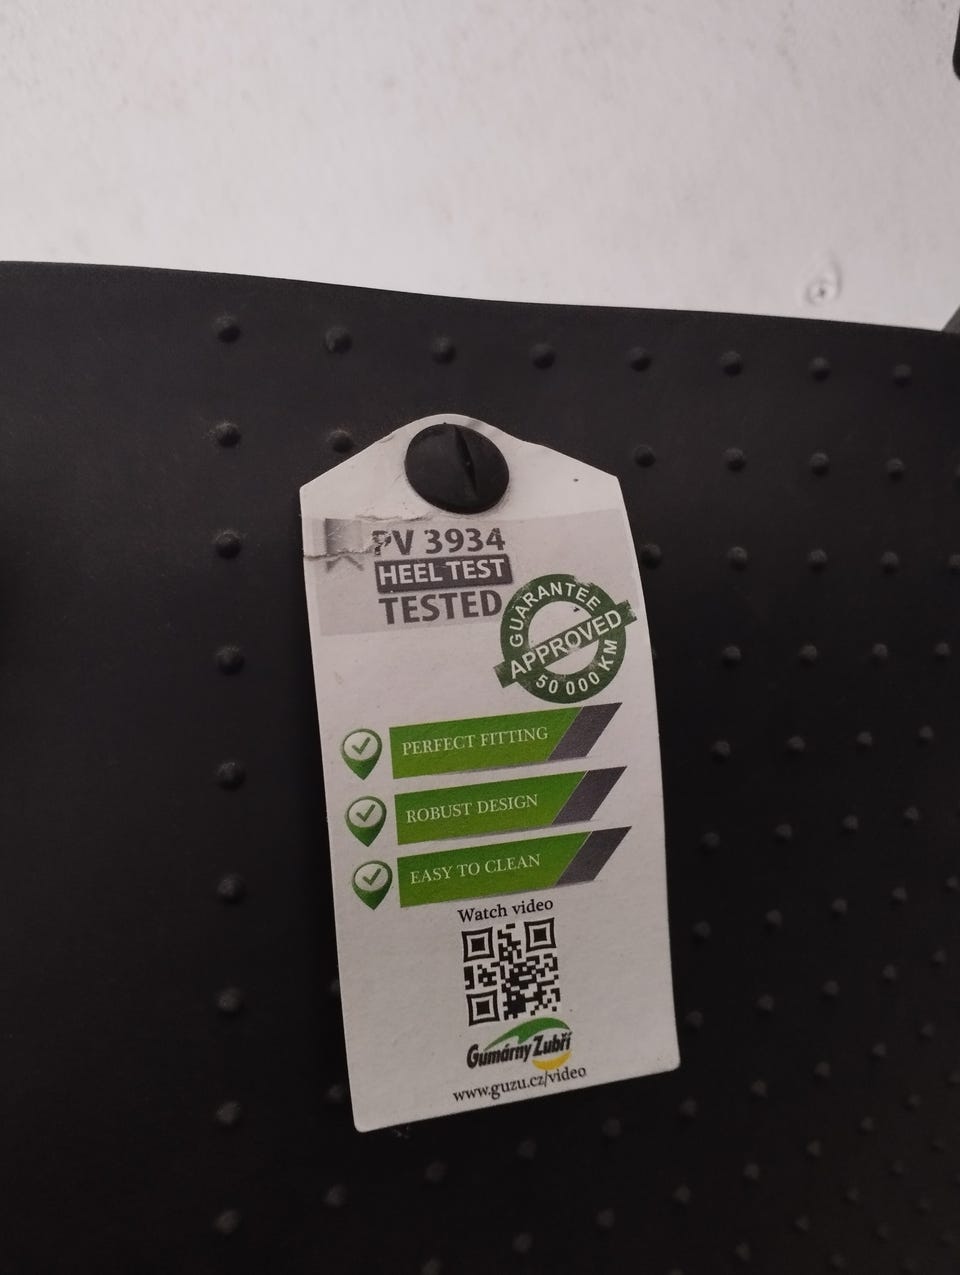 PV 3934
HEEL TEST
TESTED
GUARANTEE
APPROVED
50 000 KM
PERFECT FITTING
ROBUST DESIGN
EASY TO CLEAN
Watch video
Gumárny Zubří
www.guzu.cz/video